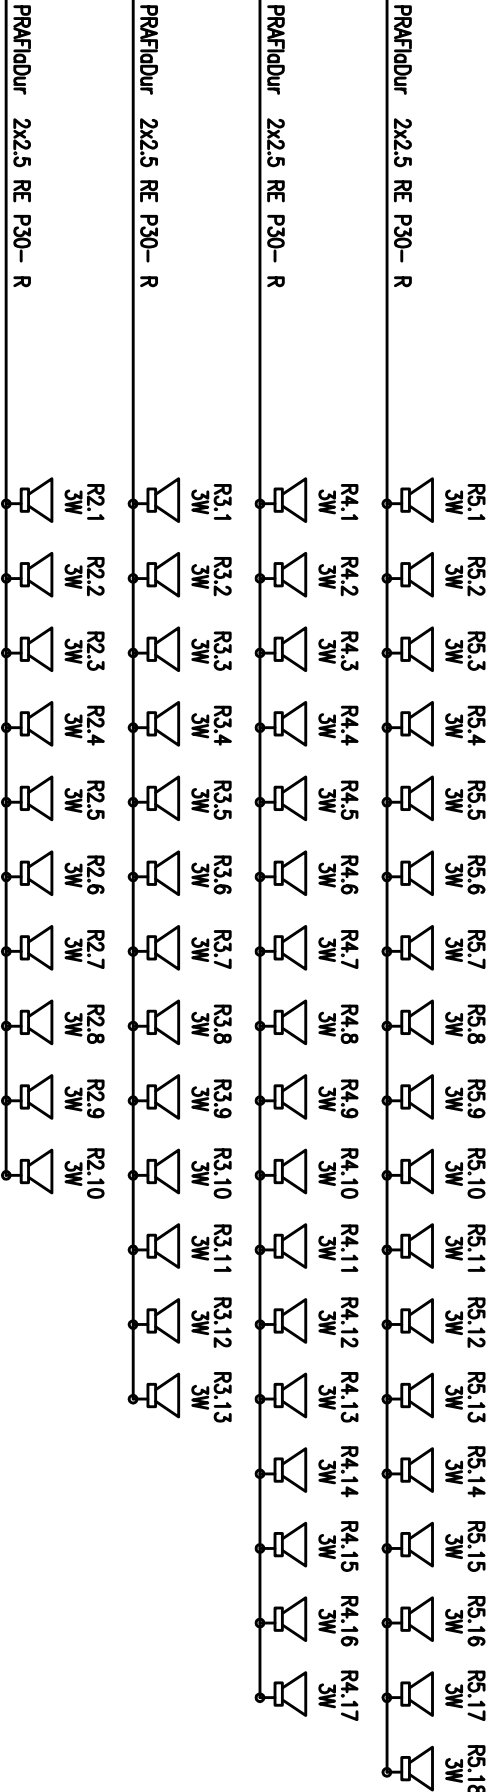 PRAFlaDur 2x2.5 RE P30- R
R5.1 R5.2 R5.3 R5.4 R5.5 R5.6 R5.7 R5.8 R5.9 R5.10 R5.11 R5.12 R5.13 R5.14 R5.15 R5.16 R5.17 R5.18
3W 3W 3W 3W 3W 3W 3W 3W 3W 3W 3W 3W 3W 3W 3W 3W 3W 3W
PRAFlaDur 2x2.5 RE P30- R
R4.1 R4.2 R4.3 R4.4 R4.5 R4.6 R4.7 R4.8 R4.9 R4.10 R4.11 R4.12 R4.13 R4.14 R4.15 R4.16 R4.17
3W 3W 3W 3W 3W 3W 3W 3W 3W 3W 3W 3W 3W 3W 3W 3W 3W
PRAFlaDur 2x2.5 RE P30- R
R3.1 R3.2 R3.3 R3.4 R3.5 R3.6 R3.7 R3.8 R3.9 R3.10 R3.11 R3.12 R3.13
3W 3W 3W 3W 3W 3W 3W 3W 3W 3W 3W 3W 3W
PRAFlaDur 2x2.5 RE P30- R
R2.1 R2.2 R2.3 R2.4 R2.5 R2.6 R2.7 R2.8 R2.9 R2.10
3W 3W 3W 3W 3W 3W 3W 3W 3W 3W